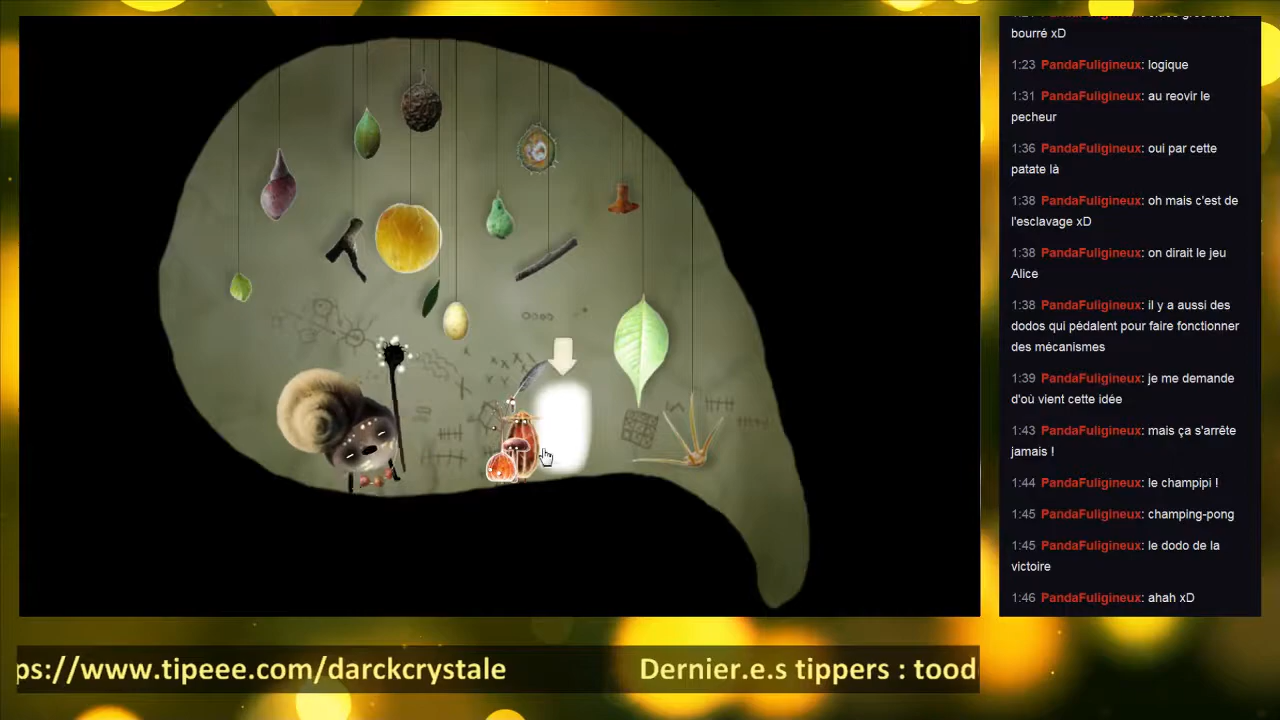 bourré xD
1:23 PandaFuligineux: logique
1:31 PandaFuligineux: au reovir le
pecheur
1:36 PandaFuligineux: oui par cette
patate là
1:38 PandaFuligineux: oh mais c'est de
l'esclavage xD
1:38 PandaFuligineux: on dirait le jeu
Alice
1:38 PandaFuligineux: il y a aussi des
dodos qui pédalent pour faire fonctionner
des mécanismes
1:39 PandaFuligineux: je me demande
d'où vient cette idée
1:43 PandaFuligineux: mais ça s'arrête
jamais !
1:44 PandaFuligineux: le champipi !
1:45 PandaFuligineux: champing-pong
1:45 PandaFuligineux: le dodo de la
victoire
1:46 PandaFuligineux: ahah xD
ps://www.tipeee.com/darckcrystale Dernier.e.s tippers : tood